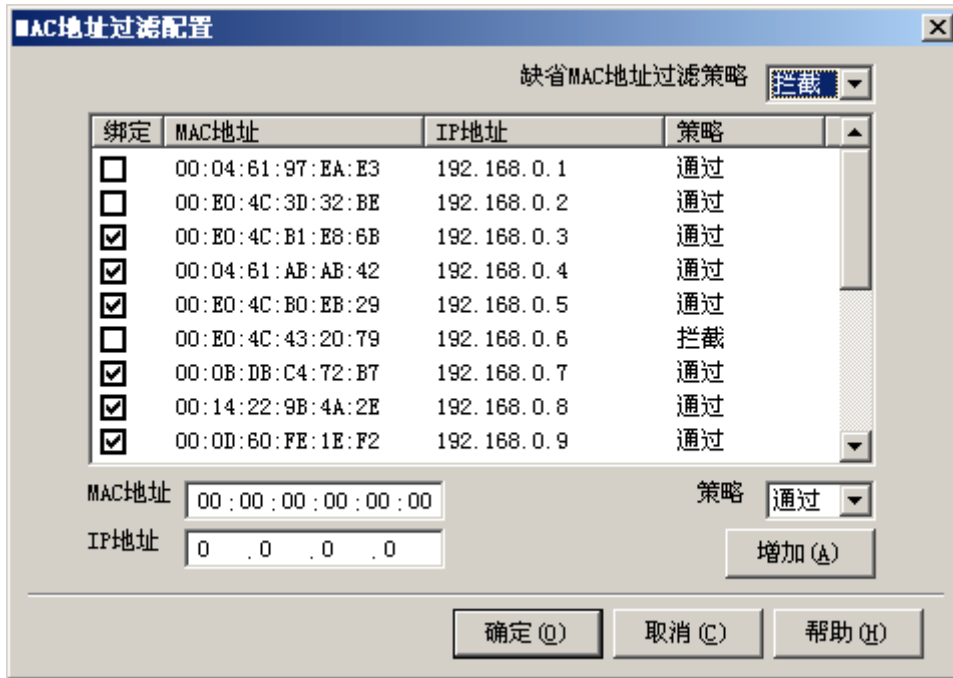 MAC地址过滤配置
缺省MAC地址过滤策略 拦截
绑定 MAC地址 IP地址 策略
00:04:61:97:EA:E3 192.168.0.1 通过
00:E0:4C:3D:32:BE 192.168.0.2 通过
00:E0:4C:B1:E8:6B 192.168.0.3 通过
00:04:61:AB:AB:42 192.168.0.4 通过
00:E0:4C:B0:EB:29 192.168.0.5 通过
00:E0:4C:43:20:79 192.168.0.6 拦截
00:0B:DB:C4:72:B7 192.168.0.7 通过
00:14:22:9B:4A:2E 192.168.0.8 通过
00:0D:60:FE:1E:F2 192.168.0.9 通过
MAC地址 00:00:00:00:00:00 策略 通过
IP地址 0 .0 .0 .0
增加(A)
确定(O) 取消(C) 帮助(H)